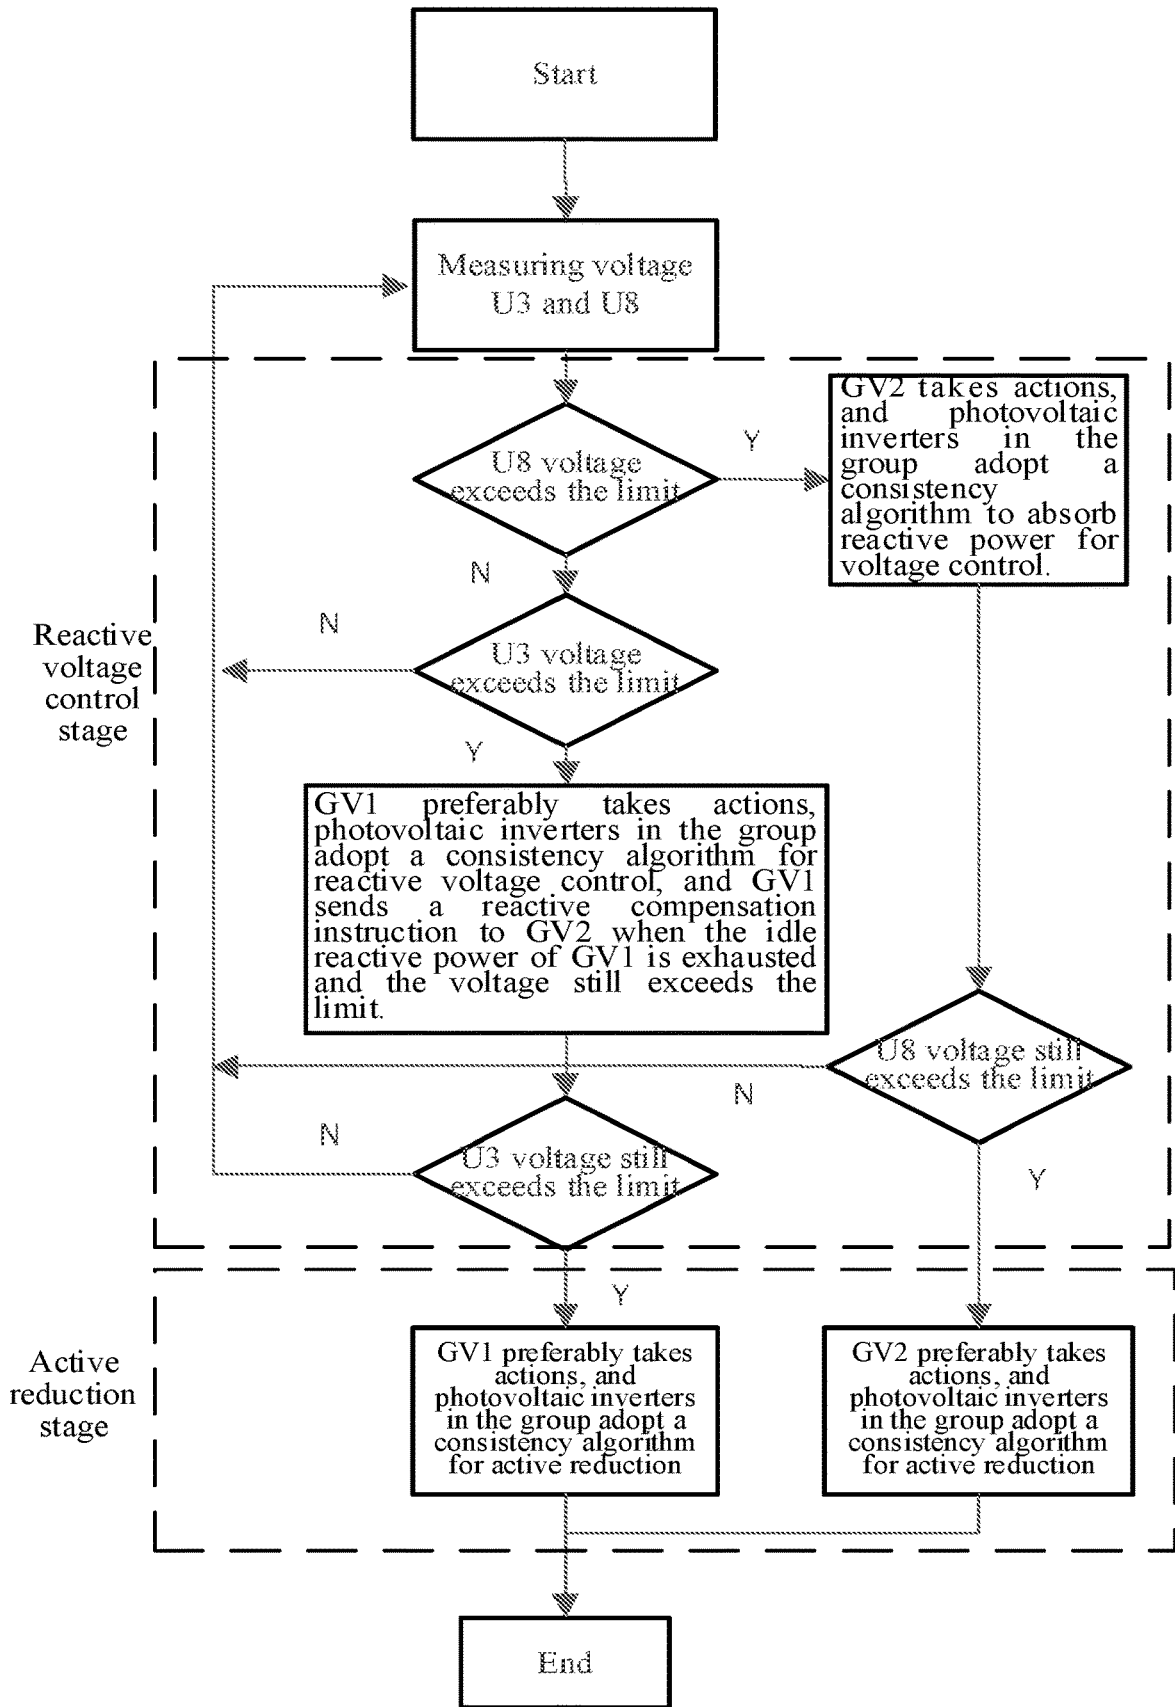 Start
Measuring voltage
U3 and U8
U8 voltage
exceeds the limit
Y
GV2 takes actions,
and photovoltaic
inverters in the
group adopt a
consistency
algorithm to absorb
reactive power for
voltage control.
N
U3 voltage
exceeds the limit
N
Reactive
voltage
control
stage
Y
GV1 preferably takes actions,
photovoltaic inverters in the group
adopt a consistency algorithm for
reactive voltage control, and GV1
sends a reactive compensation
instruction to GV2 when the idle
reactive power of GV1 is exhausted
and the voltage still exceeds the
limit.
U8 voltage still
exceeds the limit
N
N
U3 voltage still
exceeds the limit
Y
Y
Active
reduction
stage
GV1 preferably takes
actions, and
photovoltaic inverters
in the group adopt a
consistency algorithm
for active reduction
GV2 preferably takes
actions, and
photovoltaic inverters
in the group adopt a
consistency algorithm
for active reduction
End